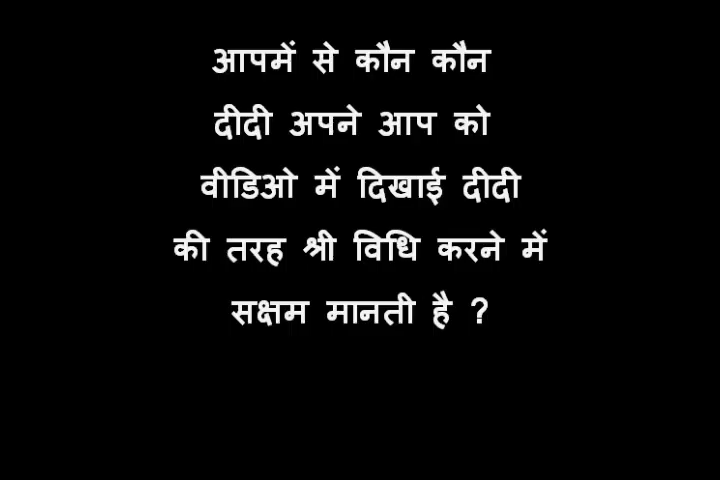 आपमें से कौन कौन
दीदी अपने आप को
वीडिओ में दिखाई दीदी
की तरह श्री विधि करने में
सक्षम मानती है ?